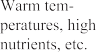 Warm tem-
peratures, high
nutrients, etc.